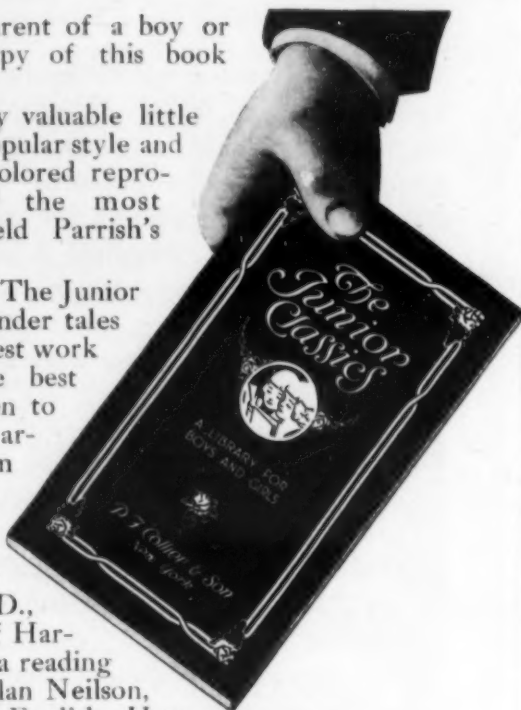 rent of a boy or
py of this book
y valuable little
pular style and
olored repro-
the most
eld Parrish's
The Junior
nder tales
est work
e best
en to
ar-
n
D.,
f Har-
a reading
lan Neilson,
The
Junior
Classics
A LIBRARY FOR
BOYS AND GIRLS
P F Collier & Son
New York